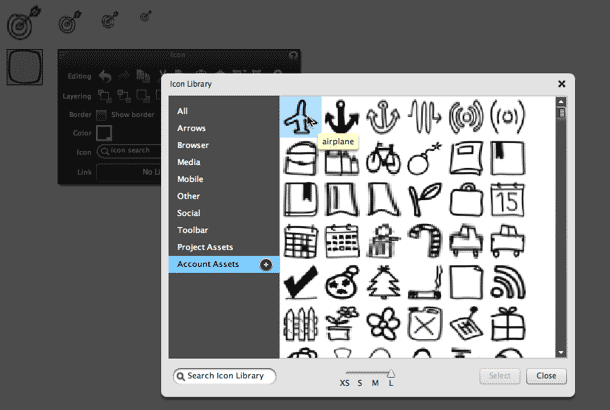 Icon
Editing
Layering
Border
Show border
Color
Icon
icon search
Link
No Li
Icon Library
All
Arrows
Browser
Media
Mobile
Other
Social
Toolbar
Project Assets
Account Assets
airplane
15
Search Icon Library
XS S M L
Select
Close